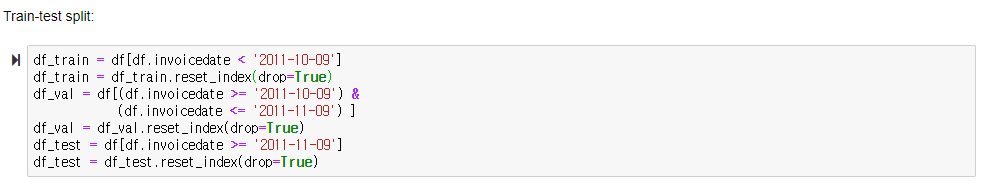 Train-test split:
df_train = df[df.invoicedate < '2011-10-09']
df_train = df_train.reset_index(drop=True)
df_val = df[(df.invoicedate >= '2011-10-09') &
            (df.invoicedate <= '2011-11-09') ]
df_val = df_val.reset_index(drop=True)
df_test = df[df.invoicedate >= '2011-11-09']
df_test = df_test.reset_index(drop=True)